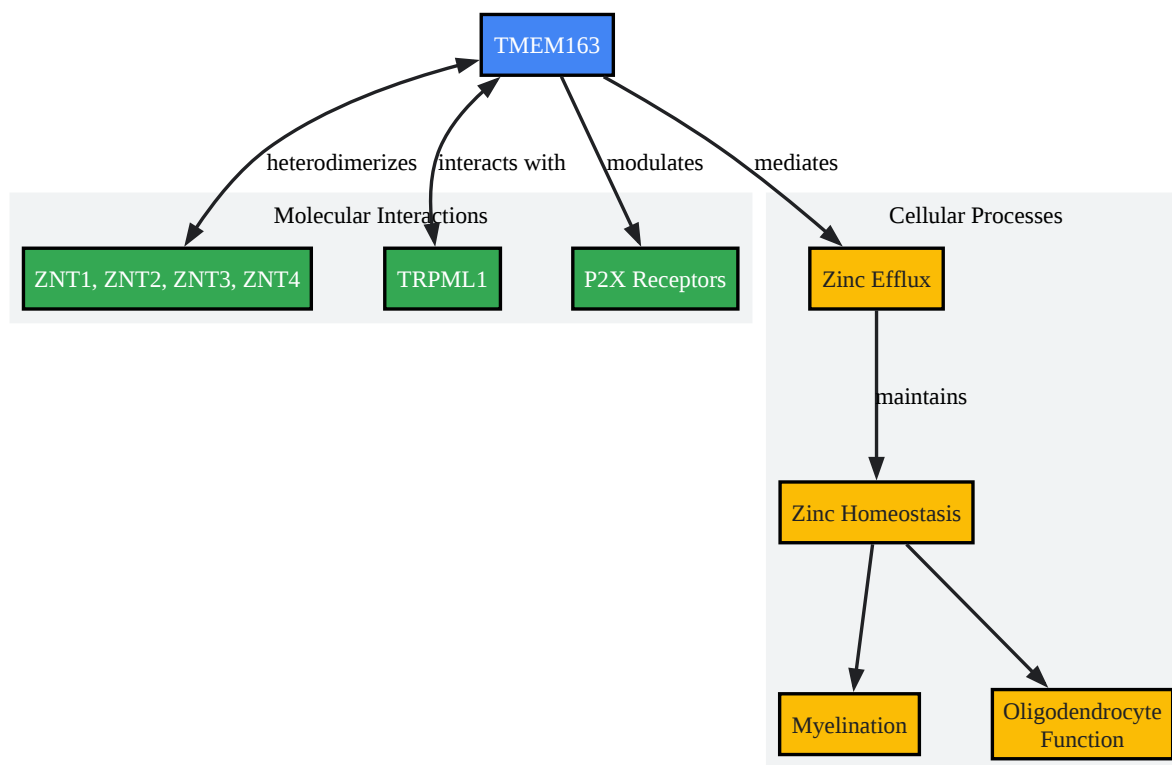 TMEM163
heterodimerizes
interacts with
modulates
mediates
Molecular Interactions
Cellular Processes
ZNT1, ZNT2, ZNT3, ZNT4
TRPML1
P2X Receptors
Zinc Efflux
maintains
Zinc Homeostasis
Myelination
Oligodendrocyte
Function